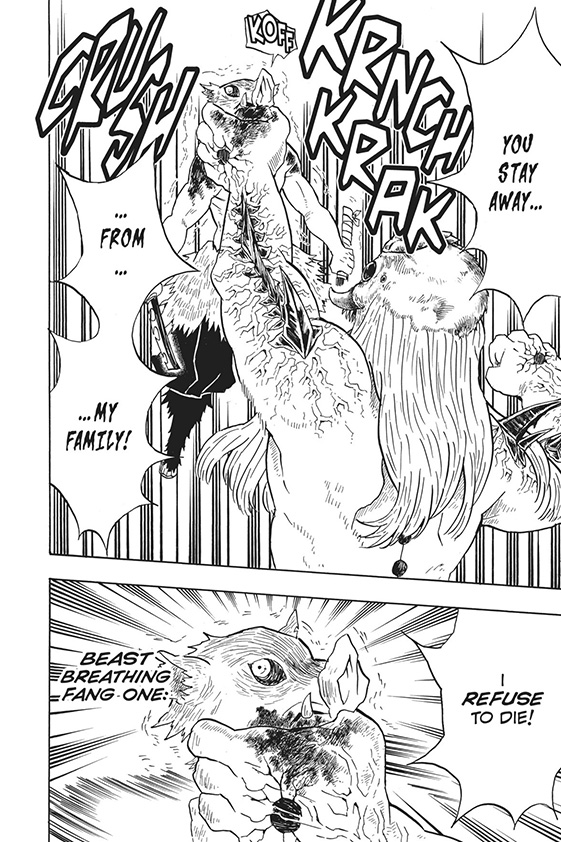 YOU
STAY
AWAY...
KRNCH
KRAK
KOFF
CRUSH
...
FROM
...
...MY
FAMILY!
I
REFUSE
TO DIE!
BEAST
BREATHING
FANG ONE: